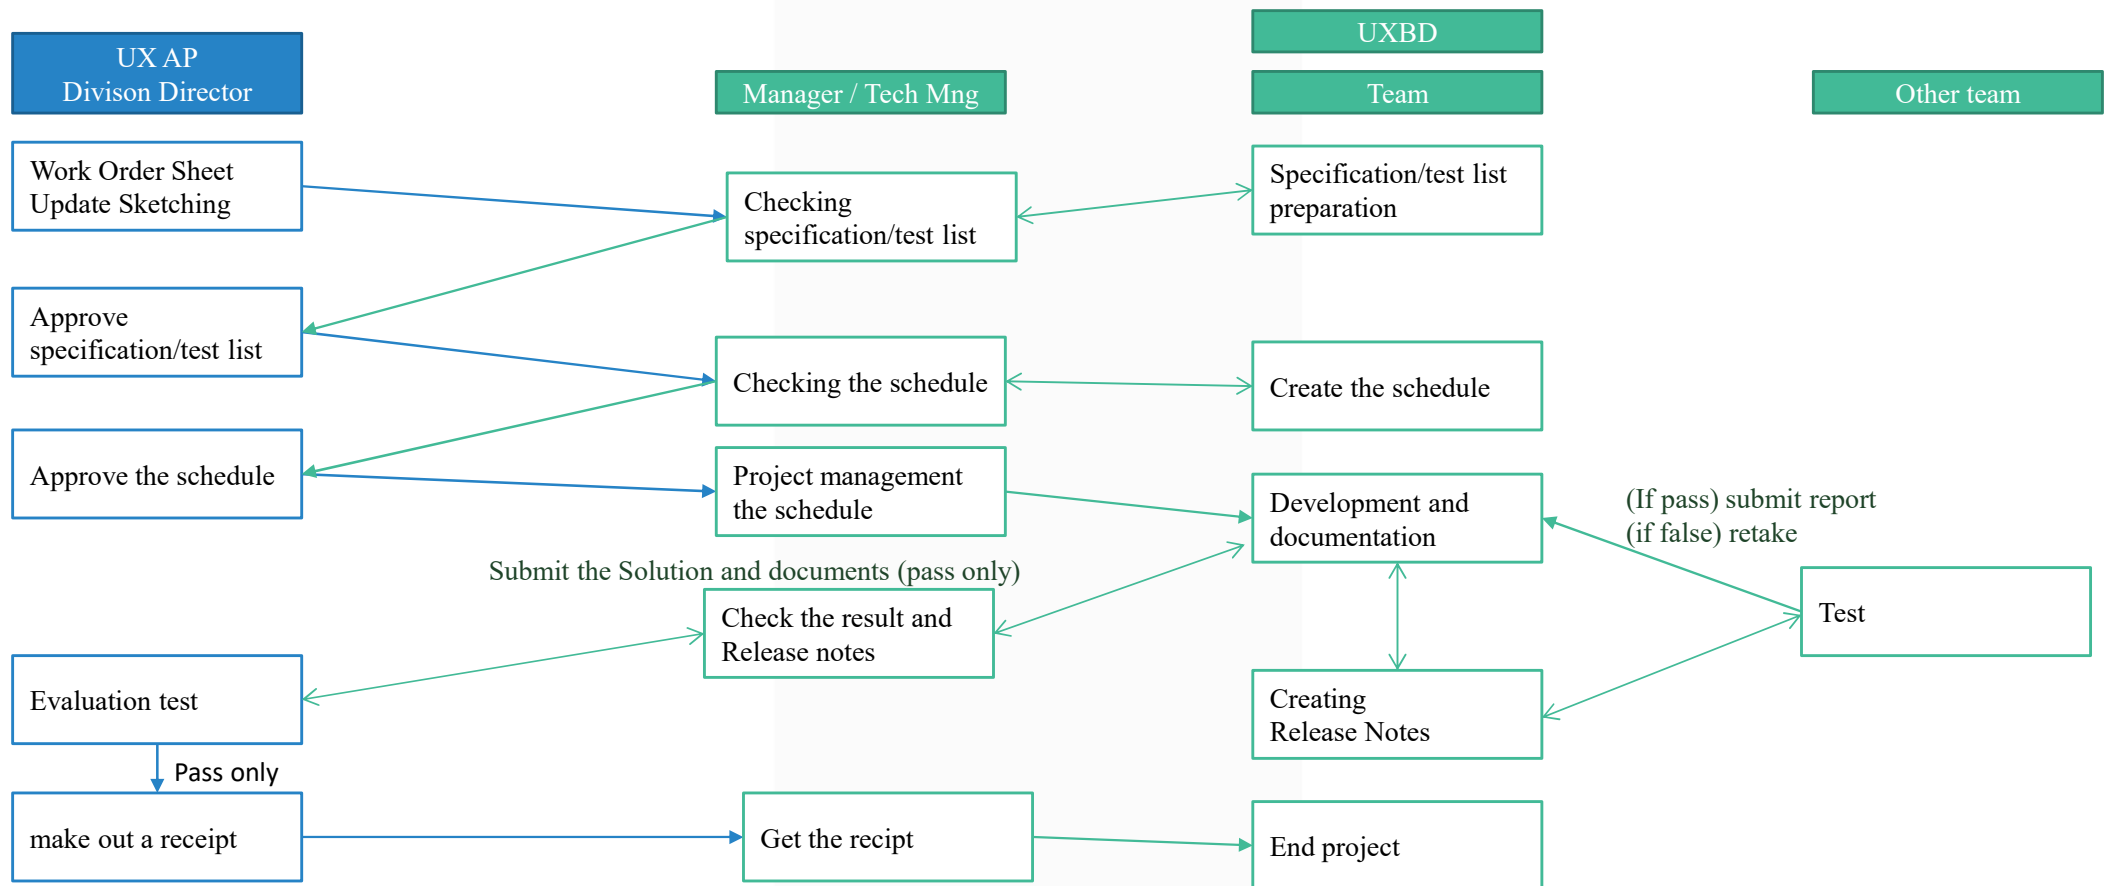 UXBD
UX AP
Divison Director
Manager / Tech Mng
Team
Other team
Work Order Sheet
Update Sketching
Checking
specification/test list
Specification/test list
preparation
Approve
specification/test list
Checking the schedule
Create the schedule
Approve the schedule
Project management
the schedule
Development and
documentation
(If pass) submit report
(if false) retake
Submit the Solution and documents (pass only)
Check the result and
Release notes
Test
Evaluation test
Creating
Release Notes
Pass only
make out a receipt
Get the recipt
End project